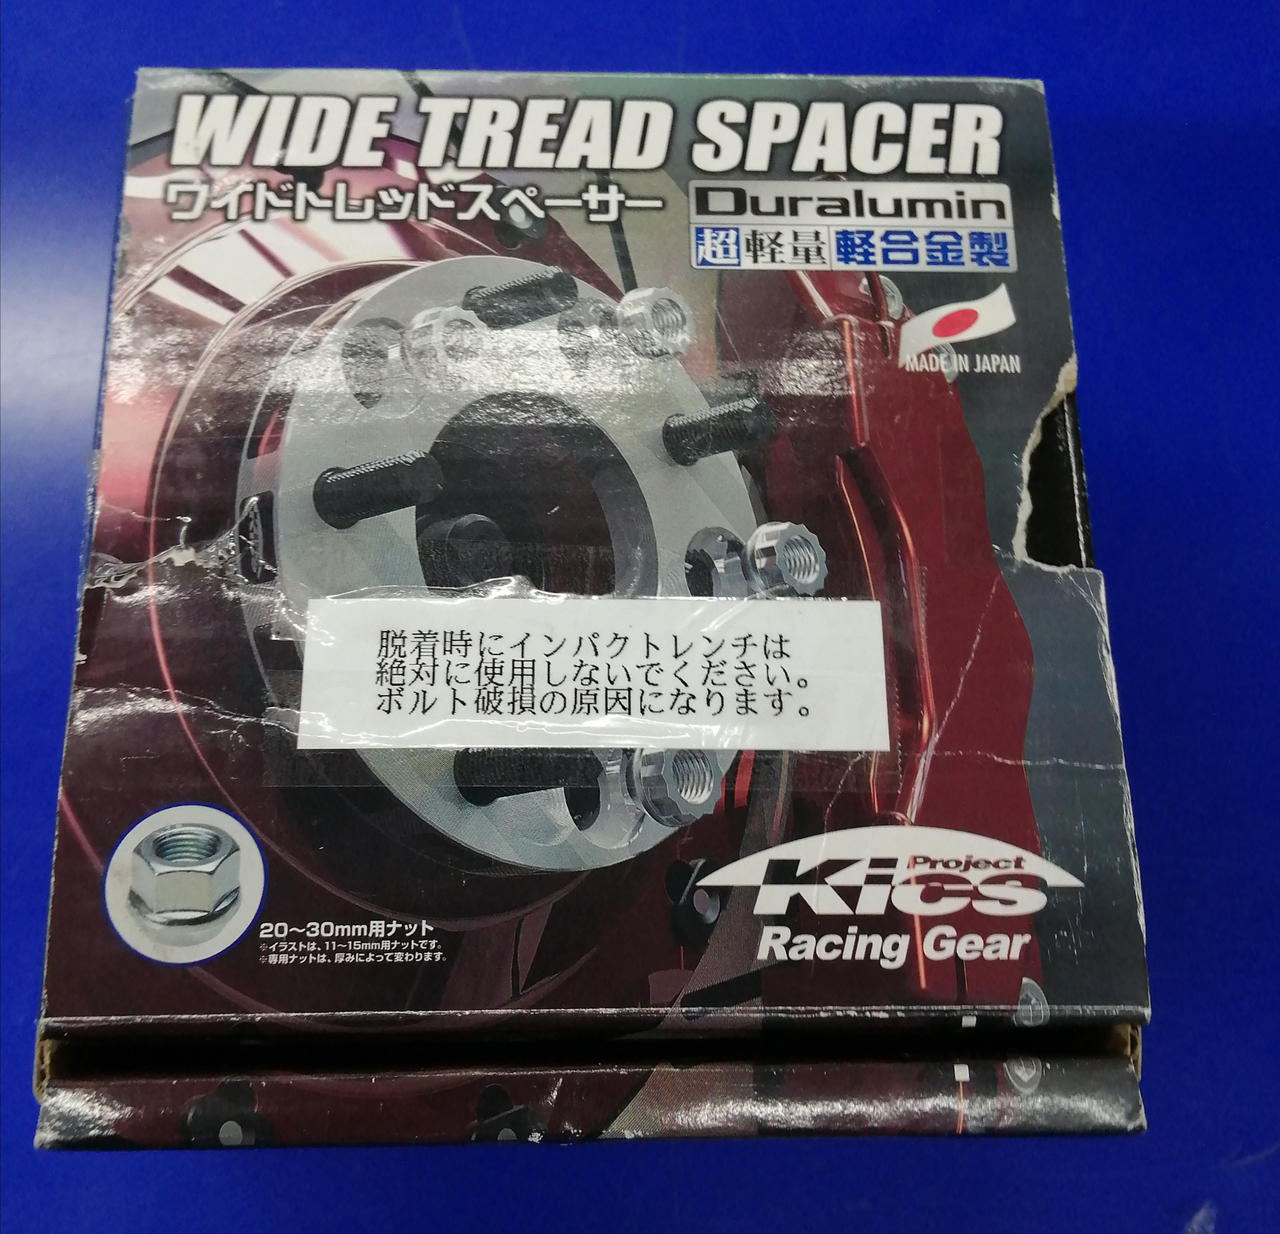 WIDE TREAD SPACER
ワイドトレッドスペーサー
Duralumin
超軽量 軽合金製
MADE IN JAPAN
脱着時にインパクトレンチは
絶対に使用しないでください。
ボルト破損の原因になります。
20～30mm用ナット
※イラストは、11～15mm用ナットです。
※専用ナットは、厚みによって変わります。
Project
Kics
Racing Gear